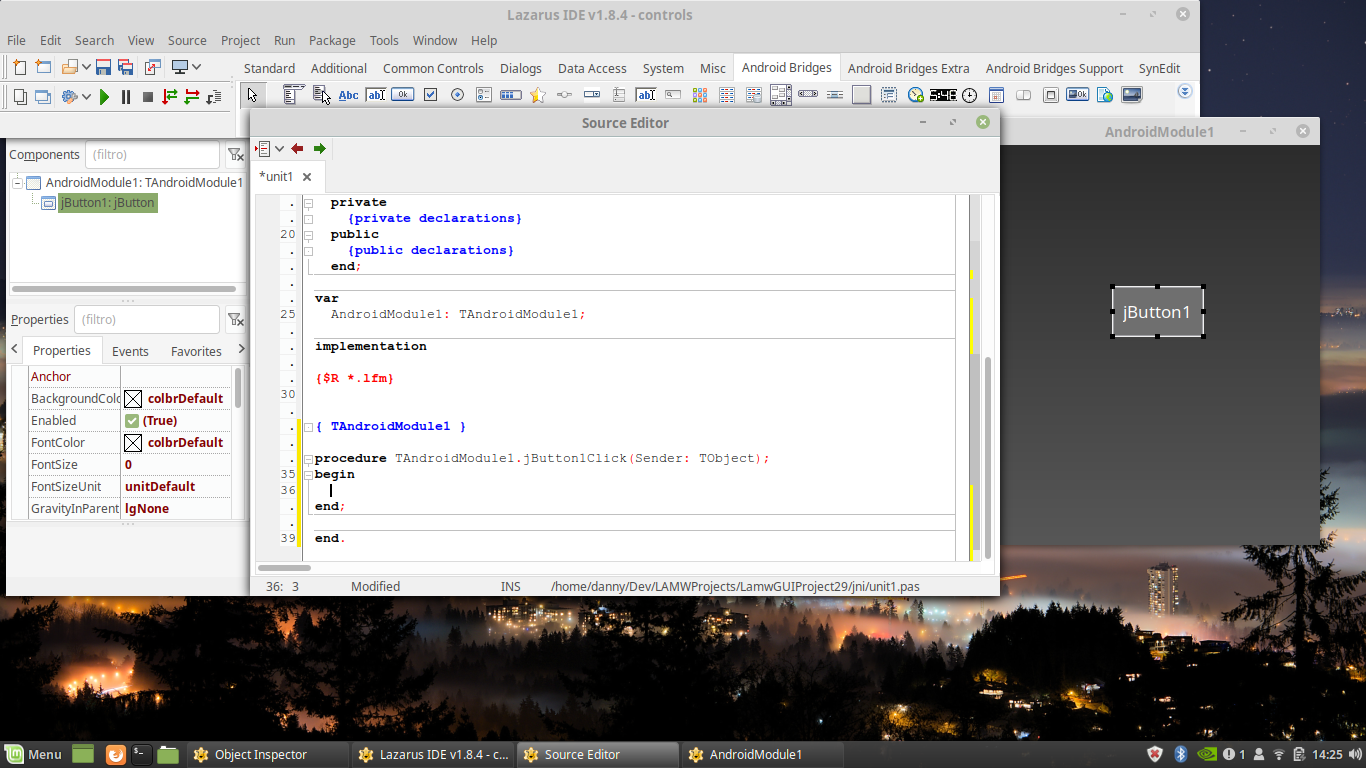 Lazarus IDE v1.8.4 - controls
File Edit Search View Source Project Run Package Tools Window Help
Standard Additional Common Controls Dialogs Data Access System Misc Android Bridges Android Bridges Extra Android Bridges Support SynEdit
Abc ab Ok ab Ok
Source Editor
AndroidModule1
*unit1
Components (filtro)
AndroidModule1: TAndroidModule1
jButton1: jButton
Properties (filtro)
Properties Events Favorites
Anchor
BackgroundColo colbrDefault
Enabled (True)
FontColor colbrDefault
FontSize 0
FontSizeUnit unitDefault
GravityInParent lgNone
private
{private declarations}
20 public
{public declarations}
end;
var
25 AndroidModule1: TAndroidModule1;
implementation
{$R *.lfm}
30
{ TAndroidModule1 }
procedure TAndroidModule1.jButton1Click(Sender: TObject);
35 begin
36
end;
39 end.
36: 3 Modified INS /home/danny/Dev/LAMWProjects/LamwGUIProject29/jni/unit1.pas
jButton1
Menu Object Inspector Lazarus IDE v1.8.4 - c... Source Editor AndroidModule1 1 14:25